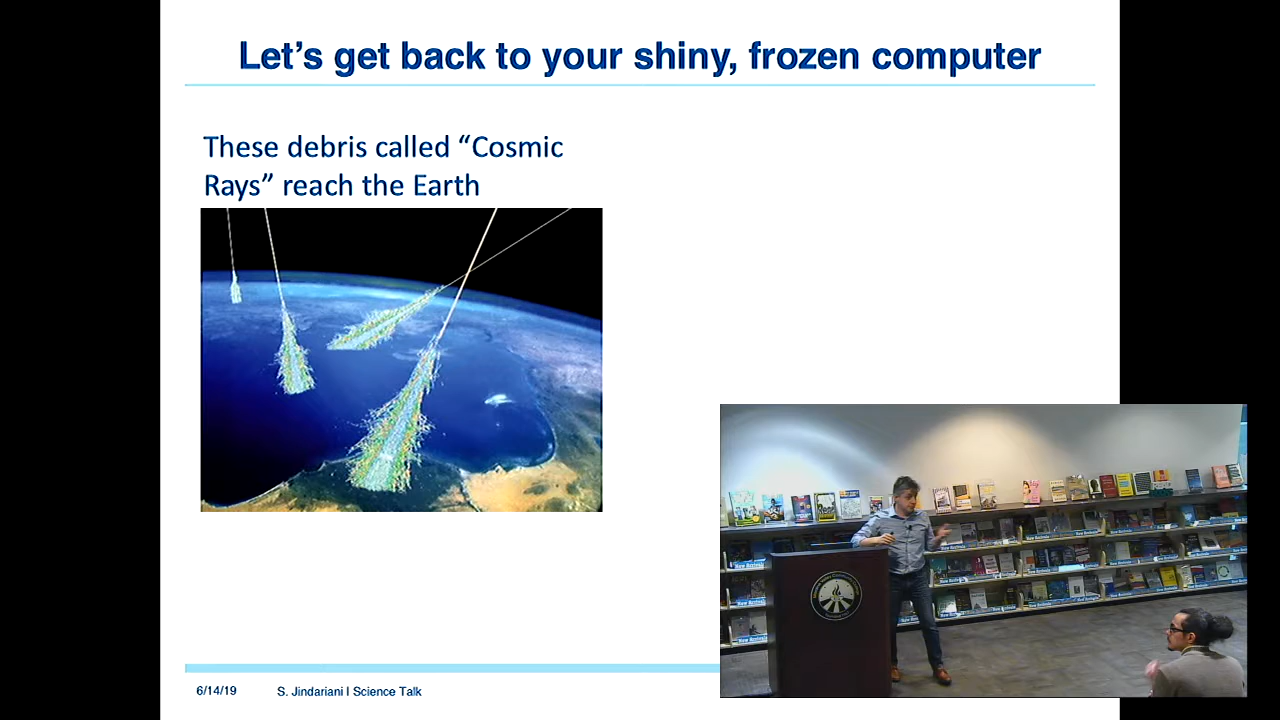 Let's get back to your shiny, frozen computer
These debris called “Cosmic
Rays” reach the Earth
6/14/19
S. Jindariani I Science Talk